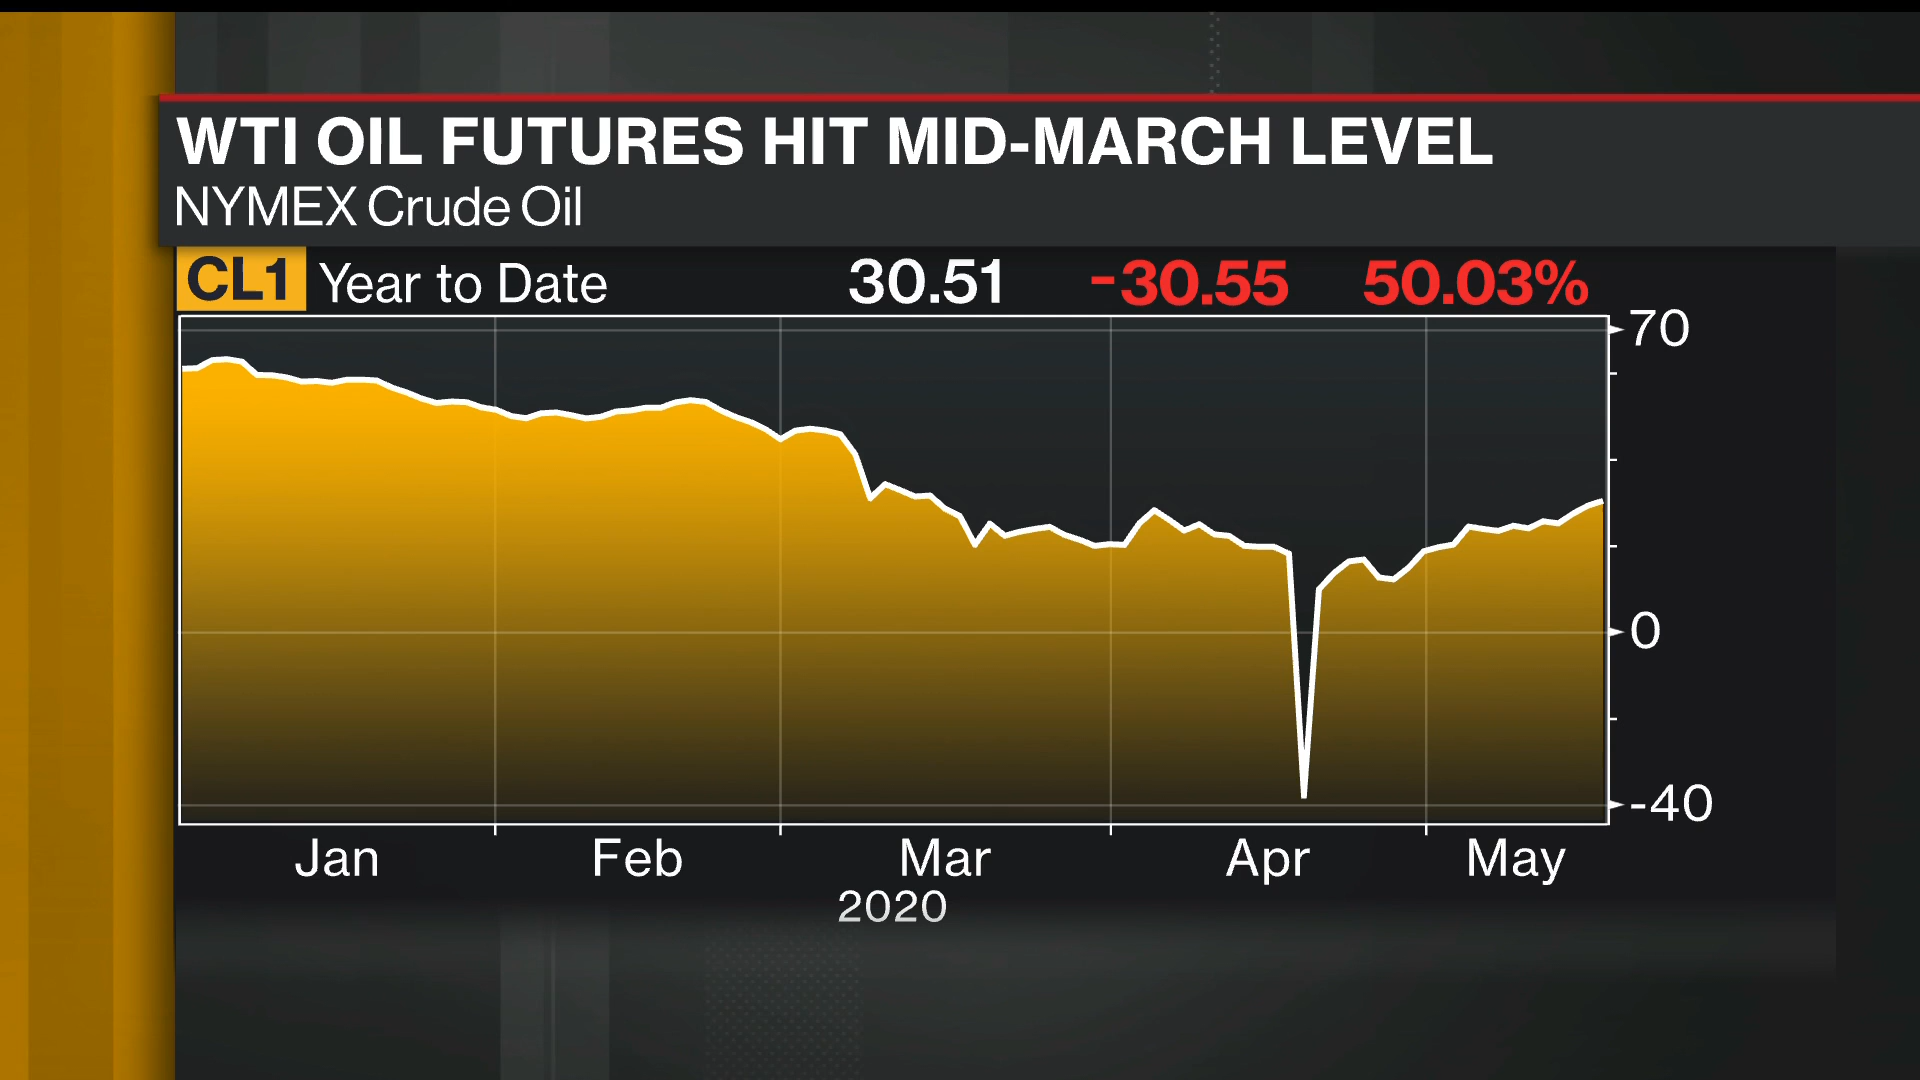 WTI OIL FUTURES HIT MID-MARCH LEVEL
NYMEX Crude Oil
CL1 Year to Date 30.51 -30.55 50.03%
70
0
-40
Jan Feb Mar Apr May
2020